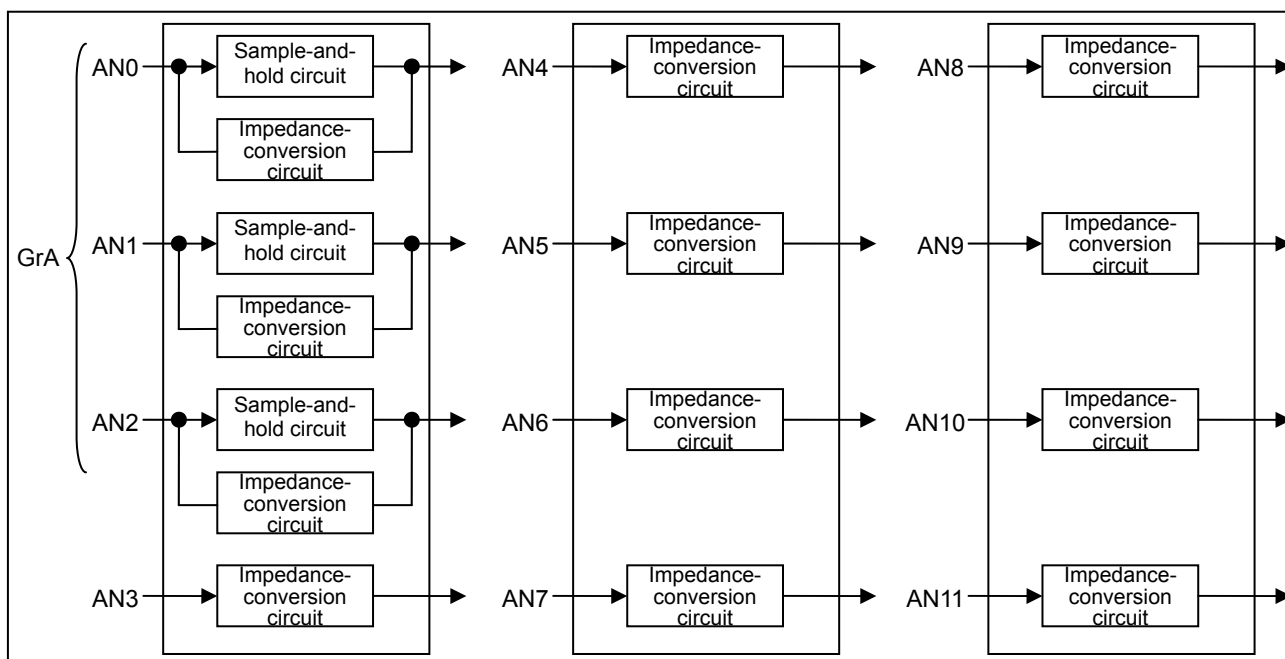 GrA
AN0
Sample-and-
hold circuit
Impedance-
conversion
circuit
AN1
Sample-and-
hold circuit
Impedance-
conversion
circuit
AN2
Sample-and-
hold circuit
Impedance-
conversion
circuit
AN3
Impedance-
conversion
circuit
AN4
Impedance-
conversion
circuit
AN5
Impedance-
conversion
circuit
AN6
Impedance-
conversion
circuit
AN7
Impedance-
conversion
circuit
AN8
Impedance-
conversion
circuit
AN9
Impedance-
conversion
circuit
AN10
Impedance-
conversion
circuit
AN11
Impedance-
conversion
circuit